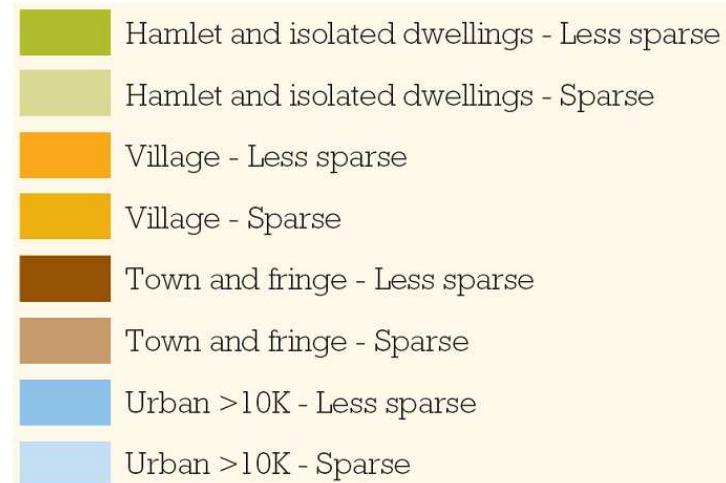 Hamlet and isolated dwellings - Less sparse
Hamlet and isolated dwellings - Sparse
Village - Less sparse
Village - Sparse
Town and fringe - Less sparse
Town and fringe - Sparse
Urban >10K - Less sparse
Urban >10K - Sparse